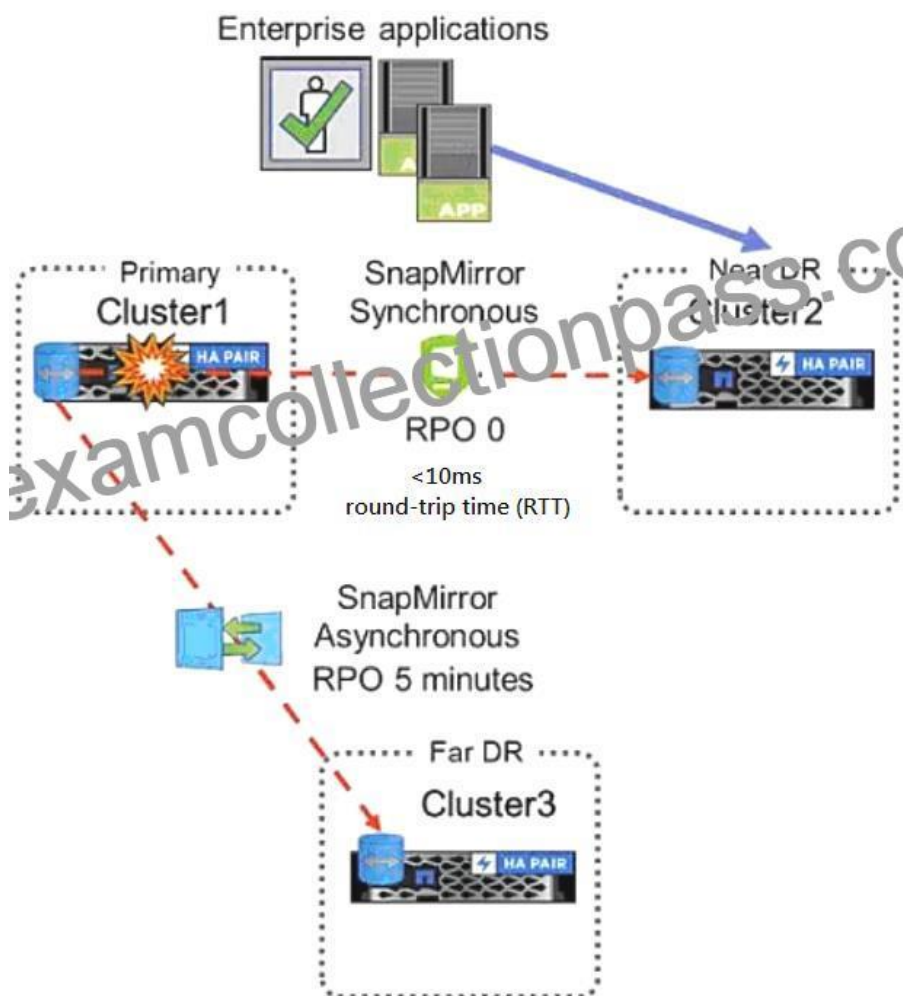 Enterprise applications
A
APP
Primary
Cluster1
HA PAIR
SnapMirror
Synchronous
RPO 0
<10ms
round-trip time (RTT)
Near DR
Cluster2
HA PAIR
examcollectionpass.co
SnapMirror
Asynchronous
RPO 5 minutes
Far DR
Cluster3
HA PAIR